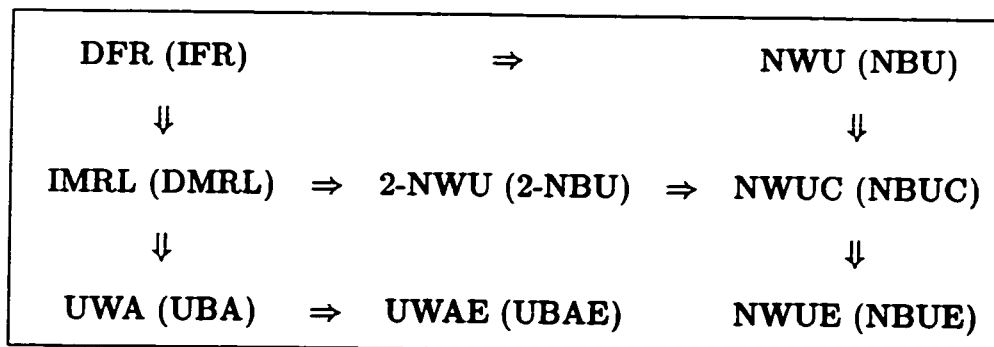 DFR (IFR) ⇒ NWU (NBU)
⇓ ⇓
IMRL (DMRL) ⇒ 2-NWU (2-NBU) ⇒ NWUC (NBUC)
⇓ ⇓
UWA (UBA) ⇒ UWAE (UBAE) NWUE (NBUE)